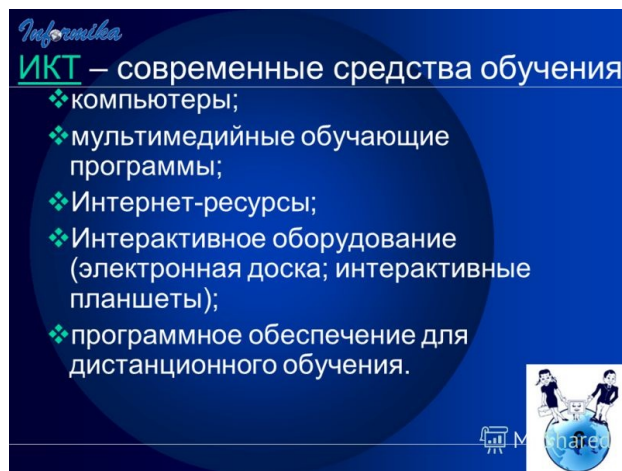 Informika
ИКТ – современные средства обучения
компьютеры;
мультимедийные обучающие
программы;
Интернет-ресурсы;
Интерактивное оборудование
(электронная доска; интерактивные
планшеты);
программное обеспечение для
дистанционного обучения.
MyShared